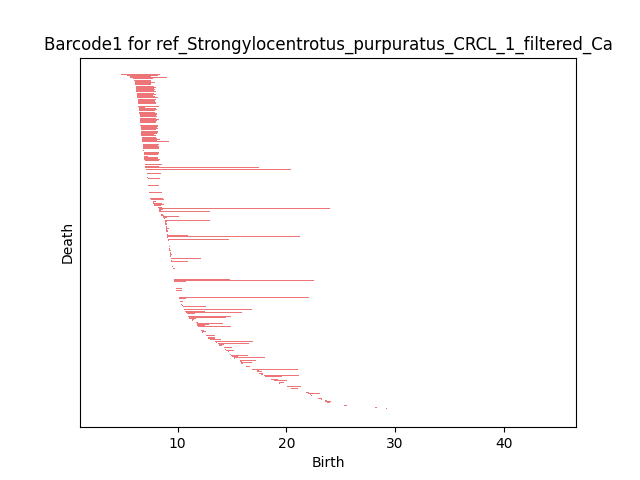 Barcode1 for ref_Strongylocentrotus_purpuratus_CRCL_1_filtered_Ca
Death
10 20 30 40
Birth